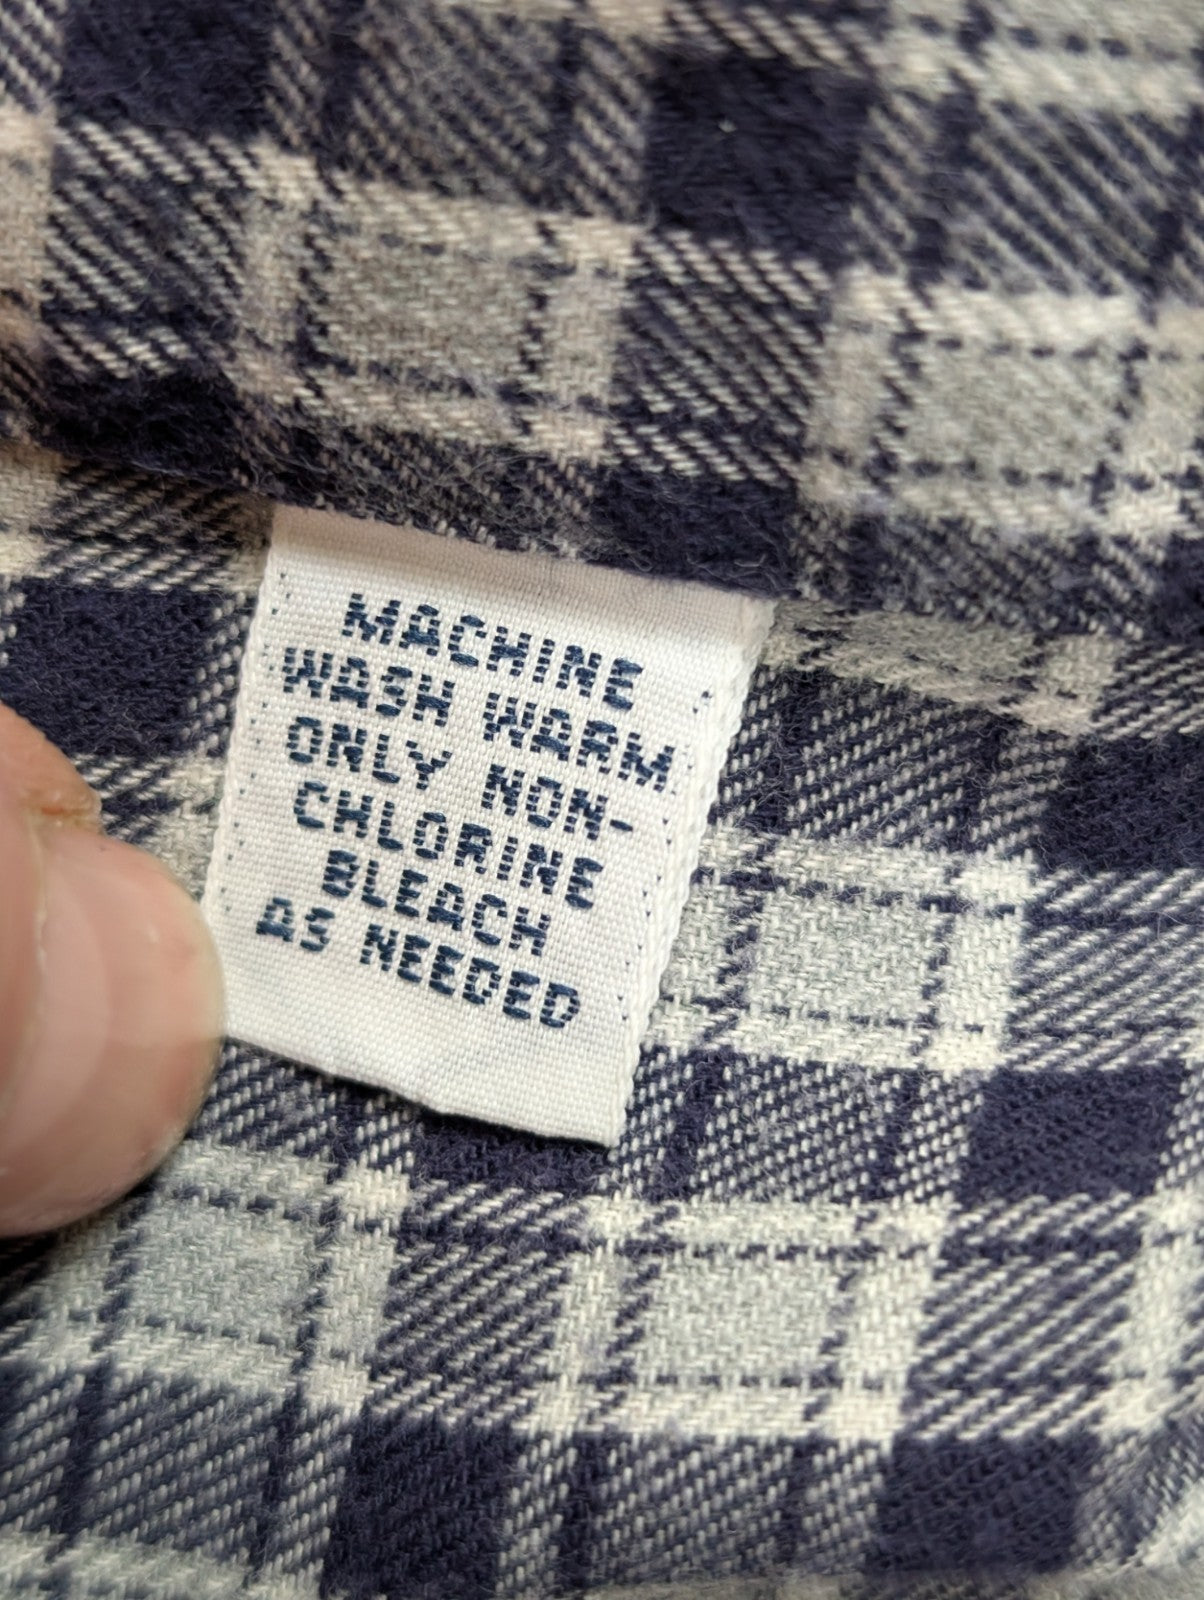 MACHINE
WASH WARM
ONLY NON-
CHLORINE
BLEACH
AS NEEDED